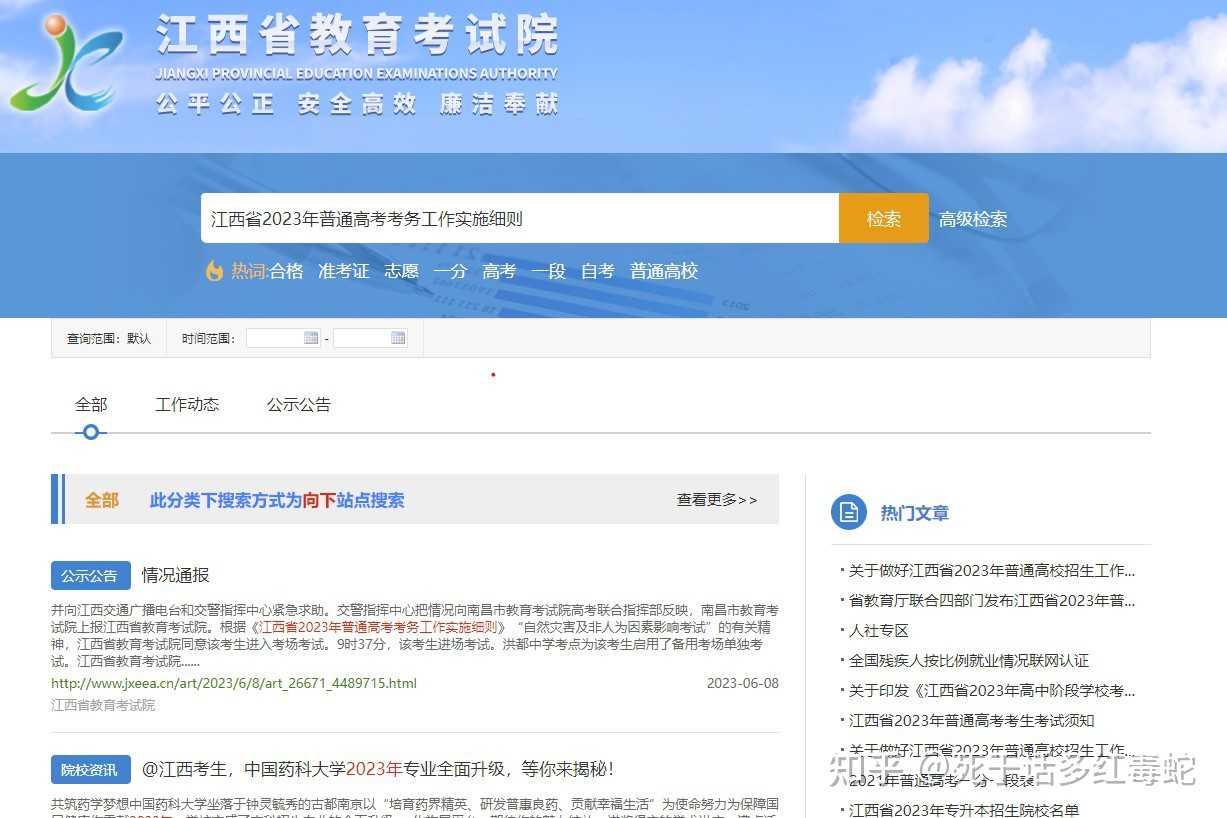 江西省教育考试院
JIANGXI PROVINCIAL EDUCATION EXAMINATIONS AUTHORITY
公平公正 安全高效 廉洁奉献
江西省2023年普通高考考务工作实施细则 检索 高级检索
热词:合格 准考证 志愿 一分 高考 一段 自考 普通高校
查询范围：默认 时间范围： -
全部 工作动态 公示公告
全部 此分类下搜索方式为向下站点搜索 查看更多>>
公示公告 情况通报
并向江西交通广播电台和交警指挥中心紧急求助。交警指挥中心把情况向南昌市教育考试院高考联合指挥部反映，南昌市教育考
试院上报江西省教育考试院。根据《江西省2023年普通高考考务工作实施细则》“自然灾害及非人为因素影响考试”的有关精
神，江西省教育考试院同意该考生进入考场考试。9时37分，该考生进场考试。洪都中学考点为该考生启用了备用考场单独考
试。江西省教育考试院......
http://www.jxeea.cn/art/2023/6/8/art_26671_4489715.html 2023-06-08
江西省教育考试院
院校资讯 @江西考生，中国药科大学2023年专业全面升级，等你来揭秘！
共筑药学梦想中国药科大学坐落于钟灵毓秀的古都南京以“培育药界精英、研发普惠良药、贡献幸福生活”为使命努力为保障国
热门文章
·关于做好江西省2023年普通高校招生工作...
·省教育厅联合四部门发布江西省2023年普...
·人社专区
·全国残疾人按比例就业情况联网认证
·关于印发《江西省2023年高中阶段学校考...
·江西省2023年普通高考考生考试须知
·关于做好江西省2023年普通高校招生工作...
·2021年普通高考一分一段表
·江西省2023年专升本招生院校名单
知乎 @死于话多红毒蛇